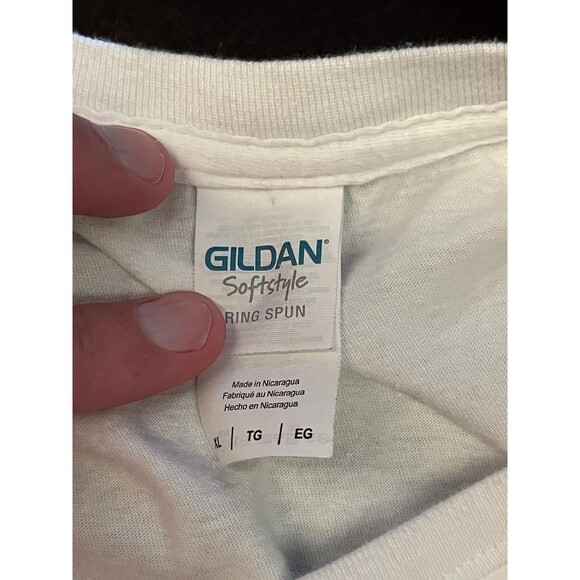 GILDAN®
Softstyle
RING SPUN
Made in Nicaragua
Fabriqué au Nicaragua
Hecho en Nicaragua
XL | TG | EG